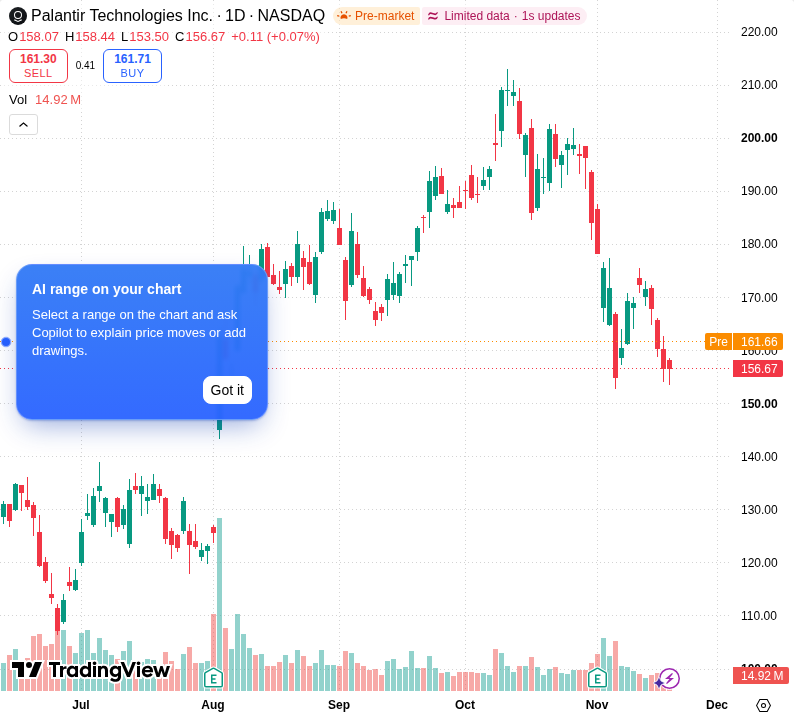 Palantir Technologies Inc. · 1D · NASDAQ Pre-market Limited data · 1s updates
O158.07 H158.44 L153.50 C156.67 +0.11 (+0.07%)
161.30 SELL 0.41 161.71 BUY
Vol 14.92 M
220.00
210.00
200.00
190.00
180.00
170.00
Pre 161.66
160.00
156.67
150.00
140.00
130.00
120.00
110.00
100.00
14.92 M
AI range on your chart
Select a range on the chart and ask
Copilot to explain price moves or add
drawings.
Got it
TradingView
E E
Jul Aug Sep Oct Nov Dec